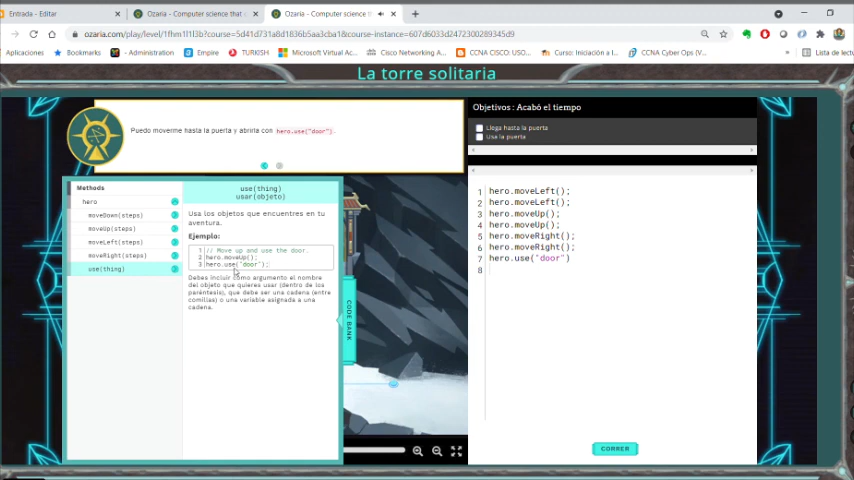 Entrada - Editar
Ozaria - Computer science that
Ozaria - Computer science th
ozaria.com/play/level/1fhm1l1l3b?course=5d41d731a8d1836b5aa3cba1&course-instance=607d6033d2472300289345d9
Aplicaciones
Bookmarks
- Administration
Empire
TURKISH
Microsoft Virtual Ac...
Cisco Networking A...
CCNA CISCO: USO...
Curso: Iniciación a l...
CCNA Cyber Ops (V...
»
Lista de lectu
La torre solitaria
Puedo moverme hasta la puerta y abrirla con hero.use("door").
Objetivos : Acabó el tiempo
Llega hasta la puerta
Usa la puerta
Methods
hero
moveDown(steps)
moveUp(steps)
moveLeft(steps)
moveRight(steps)
use(thing)
use(thing)
usar(objeto)
Usa los objetos que encuentres en tu
aventura.
Ejemplo:
1 // Move up and use the door.
2 hero.moveUp();
3 hero.use("door");
Debes incluir como argumento el nombre
del objeto que quieres usar (dentro de los
paréntesis), que debe ser una cadena (entre
comillas) o una variable asignada a una
cadena.
CODE BANK
1 hero.moveLeft();
2 hero.moveLeft();
3 hero.moveUp();
4 hero.moveUp();
5 hero.moveRight();
6 hero.moveRight();
7 hero.use("door")
8
CORRER